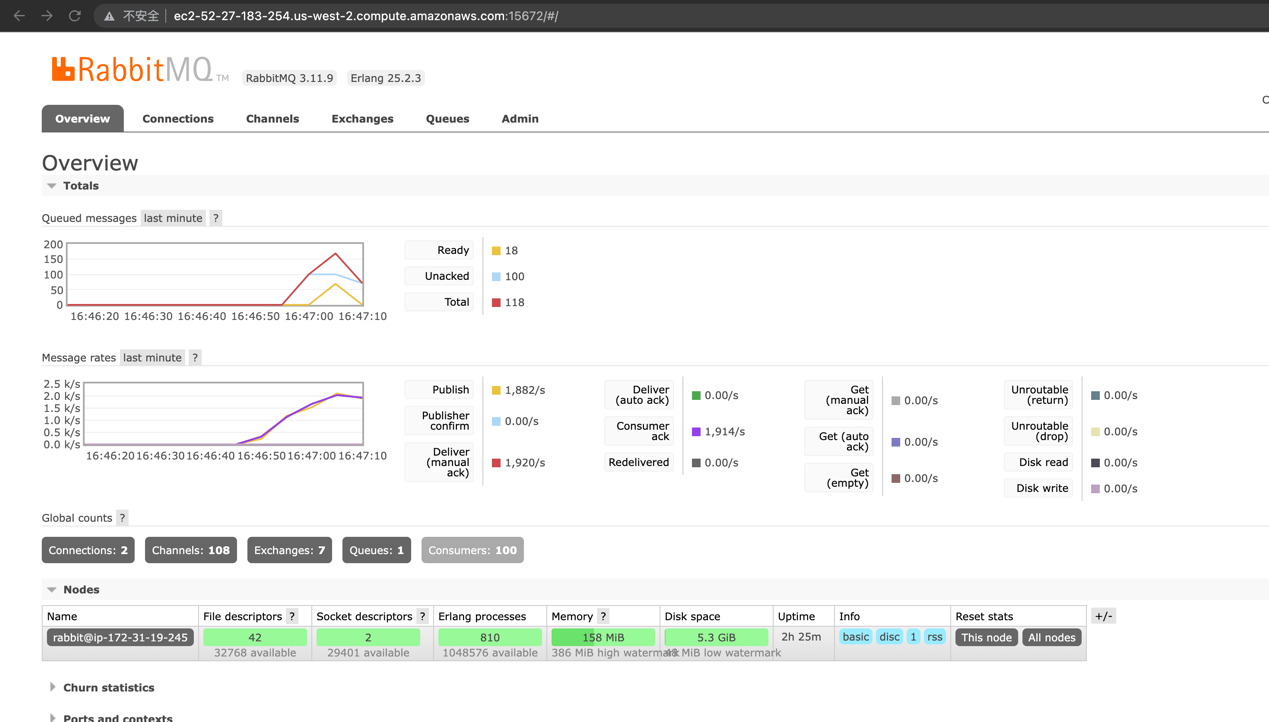 不安全 ec2-52-27-183-254.us-west-2.compute.amazonaws.com:15672/#/
RabbitMQ TM RabbitMQ 3.11.9 Erlang 25.2.3
Overview Connections Channels Exchanges Queues Admin
Overview
Totals
Queued messages last minute ?
200
150
100
50
0
16:46:20 16:46:30 16:46:40 16:46:50 16:47:00 16:47:10
Ready 18
Unacked 100
Total 118
Message rates last minute ?
2.5 k/s
2.0 k/s
1.5 k/s
1.0 k/s
0.5 k/s
0.0 k/s
16:46:20 16:46:30 16:46:40 16:46:50 16:47:00 16:47:10
Publish 1,882/s
Publisher
confirm 0.00/s
Deliver
(manual
ack) 1,920/s
Deliver
(auto ack) 0.00/s
Consumer
ack 1,914/s
Redelivered 0.00/s
Get
(manual
ack) 0.00/s
Get (auto
ack) 0.00/s
Get
(empty) 0.00/s
Unroutable
(return) 0.00/s
Unroutable
(drop) 0.00/s
Disk read 0.00/s
Disk write 0.00/s
Global counts ?
Connections: 2 Channels: 108 Exchanges: 7 Queues: 1 Consumers: 100
Nodes
Name File descriptors ? Socket descriptors ? Erlang processes Memory ? Disk space Uptime Info Reset stats +/-
rabbit@ip-172-31-19-245 42 2 810 158 MiB 5.3 GiB 2h 25m basic disc 1 rss This node All nodes
32768 available 29401 available 1048576 available 386 MiB high watermark 48 MiB low watermark
Churn statistics
Ports and contexts